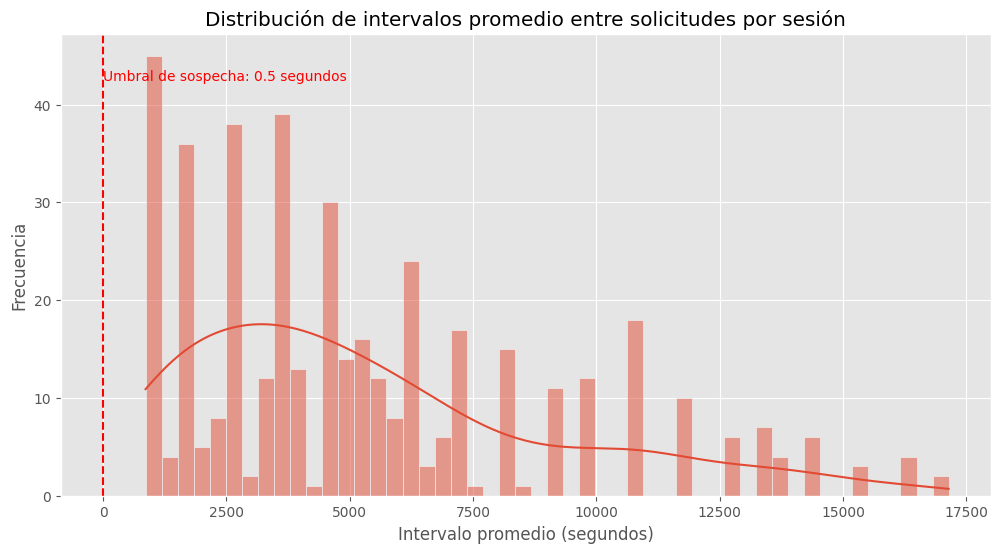 Distribución de intervalos promedio entre solicitudes por sesión
Umbral de sospecha: 0.5 segundos
Frecuencia
40
30
20
10
0
0 2500 5000 7500 10000 12500 15000 17500
Intervalo promedio (segundos)